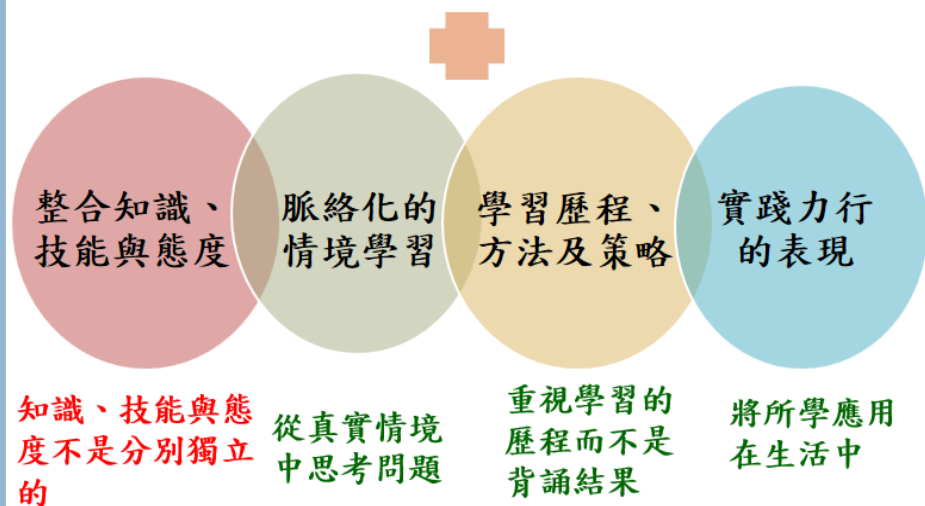 整合知識、
技能與態度
脈絡化的
情境學習
學習歷程、
方法及策略
實踐力行
的表現
知識、技能與態
度不是分別獨立
的
從真實情境
中思考問題
重視學習的
歷程而不是
背誦結果
將所學應用
在生活中